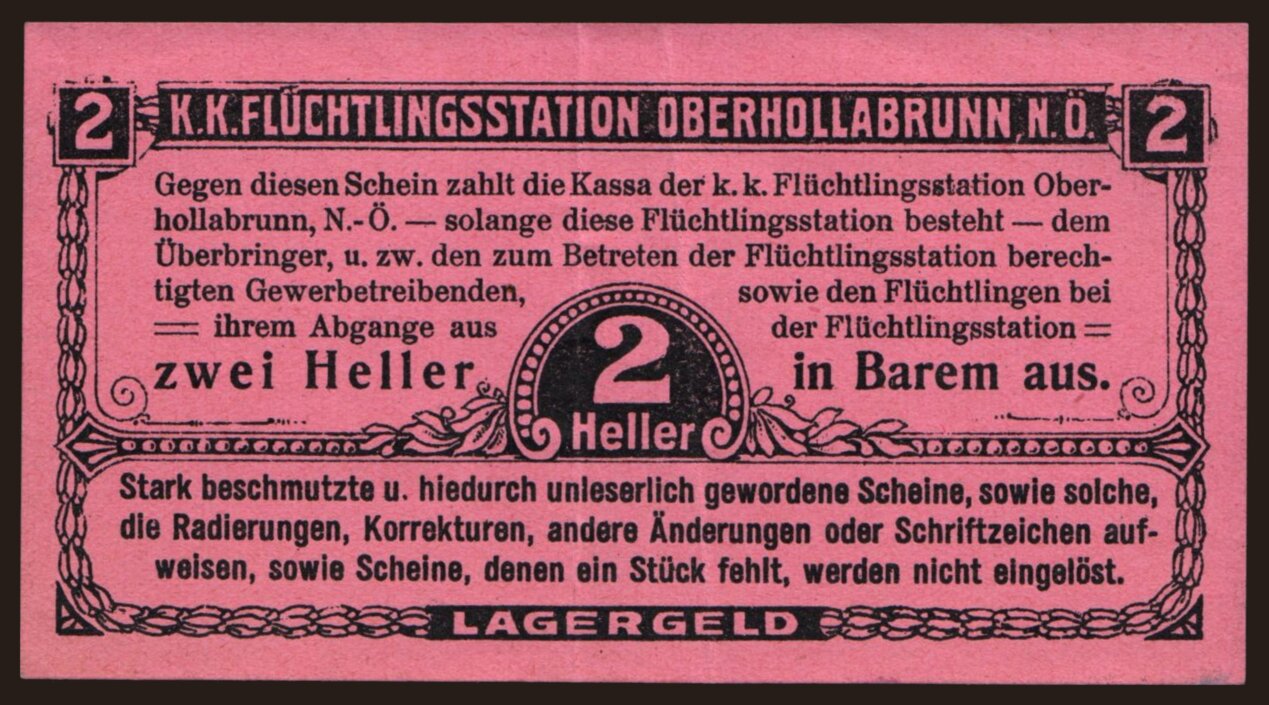 2 K.K.FLÜCHTLINGSSTATION OBERHOLLABRUNN, N.Ö. 2
Gegen diesen Schein zahlt die Kassa der k. k. Flüchtlingsstation Ober-
hollabrunn, N.-Ö. — solange diese Flüchtlingsstation besteht — dem
Überbringer, u. zw. den zum Betreten der Flüchtlingsstation berech-
tigten Gewerbetreibenden, sowie den Flüchtlingen bei
ihrem Abgange aus der Flüchtlingsstation
zwei Heller in Barem aus.
2
Heller
Stark beschmutzte u. hiedurch unleserlich gewordene Scheine, sowie solche,
die Radierungen, Korrekturen, andere Änderungen oder Schriftzeichen auf-
weisen, sowie Scheine, denen ein Stück fehlt, werden nicht eingelöst.
LAGERGELD